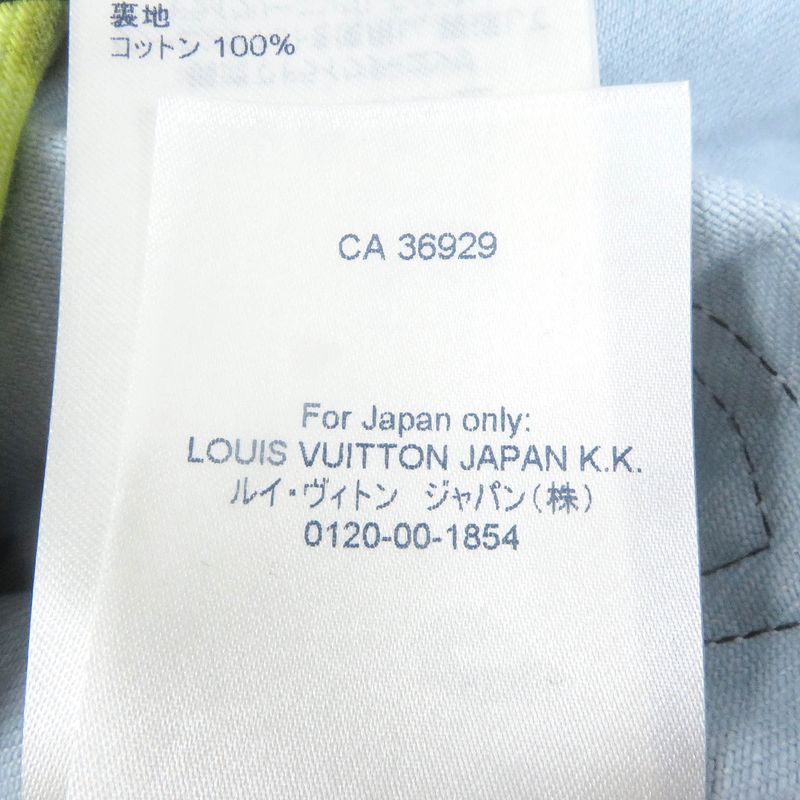 裏地
コットン 100%
CA 36929
For Japan only:
LOUIS VUITTON JAPAN K.K.
ルイ・ヴィトン ジャパン(株)
0120-00-1854